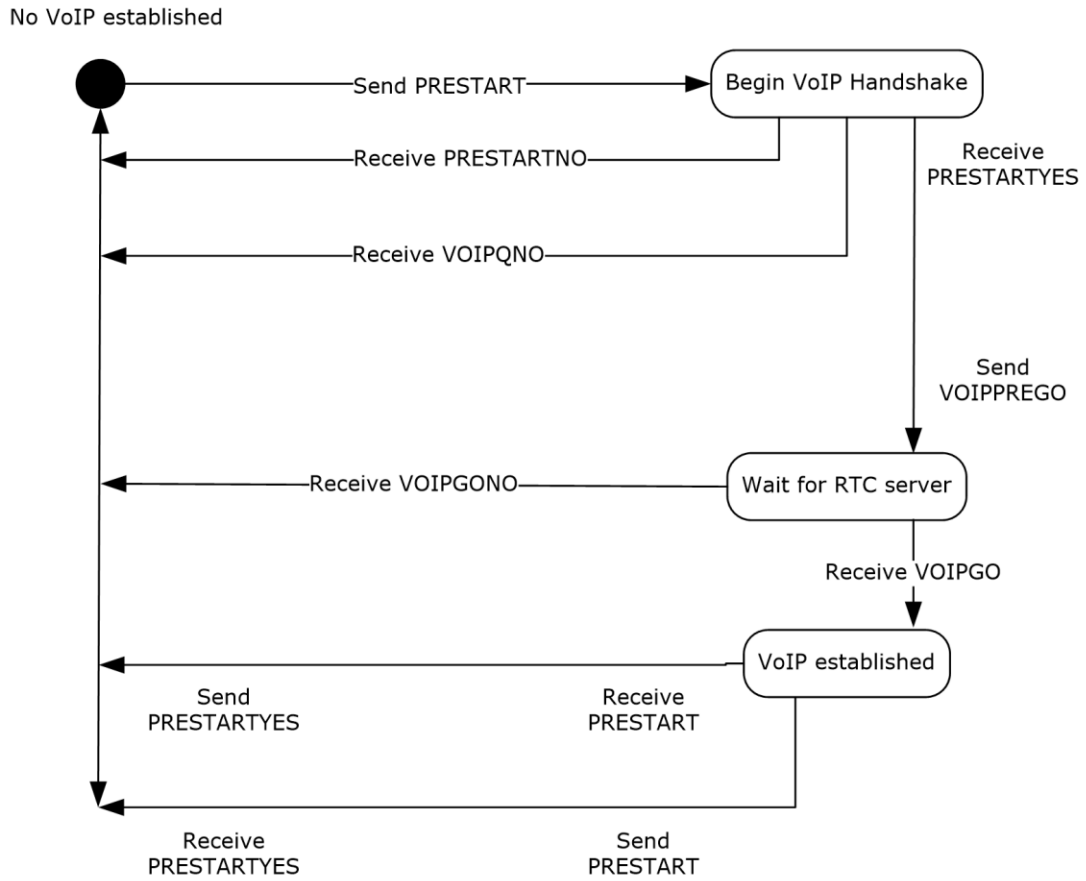 No VoIP established
Send PRESTART
Begin VoIP Handshake
Receive PRESTARTNO
Receive
PRESTARTYES
Receive VOIPQNO
Send
VOIPPREGO
Receive VOIPGONO
Wait for RTC server
Receive VOIPGO
VoIP established
Send
PRESTARTYES
Receive
PRESTART
Receive
PRESTARTYES
Send
PRESTART